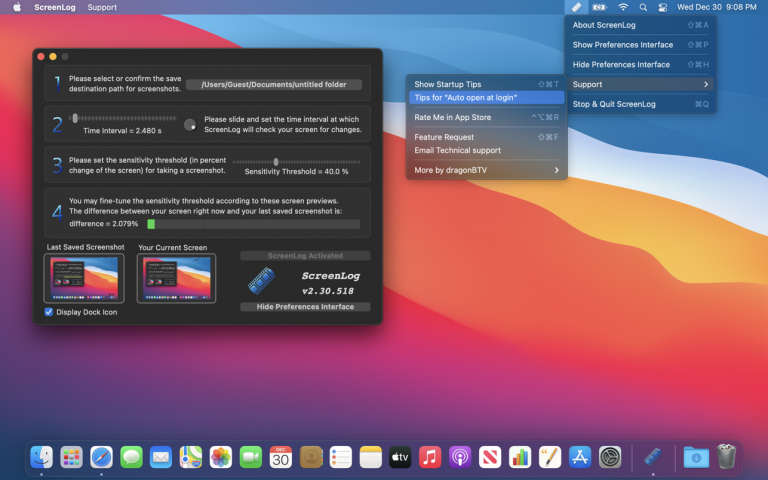 ScreenLog Support Wed Dec 30 9:08 PM
About ScreenLog ⇧⌘A
Show Preferences Interface ⇧⌘P
Hide Preferences Interface ⇧⌘H
Support
Stop & Quit ScreenLog ⌘Q
Show Startup Tips ⇧⌘T
Tips for "Auto open at login"
Rate Me in App Store ^⌥⌘R
Feature Request ⇧⌘F
Email Technical support
More by dragonBTV
1 Please select or confirm the save
destination path for screenshots.
/Users/Guest/Documents/untitled folder
2
Time Interval = 2.480 s
Please slide and set the time interval at which
ScreenLog will check your screen for changes.
3 Please set the sensitivity threshold (in percent
change of the screen) for taking a screenshot.
Sensitivity Threshold = 40.0 %
4 You may fine-tune the sensitivity threshold according to these screen previews.
The difference between your screen right now and your last saved screenshot is:
difference = 2.079%
Last Saved Screenshot
Your Current Screen
ScreenLog Activated
ScreenLog
v2.30.518
Hide Preferences Interface
Display Dock Icon
DEC
30
tv